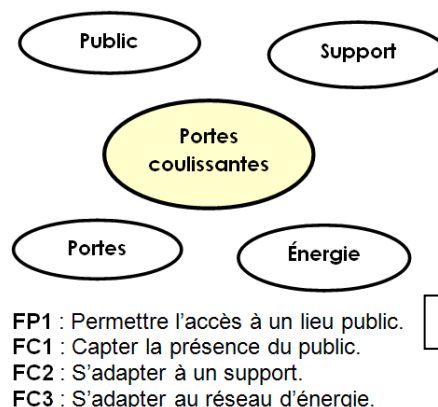 Public
Support
Portes
coulissantes
Portes
Énergie
FP1 : Permettre l’accès à un lieu public.
FC1 : Capter la présence du public.
FC2 : S’adapter à un support.
FC3 : S’adapter au réseau d’énergie.